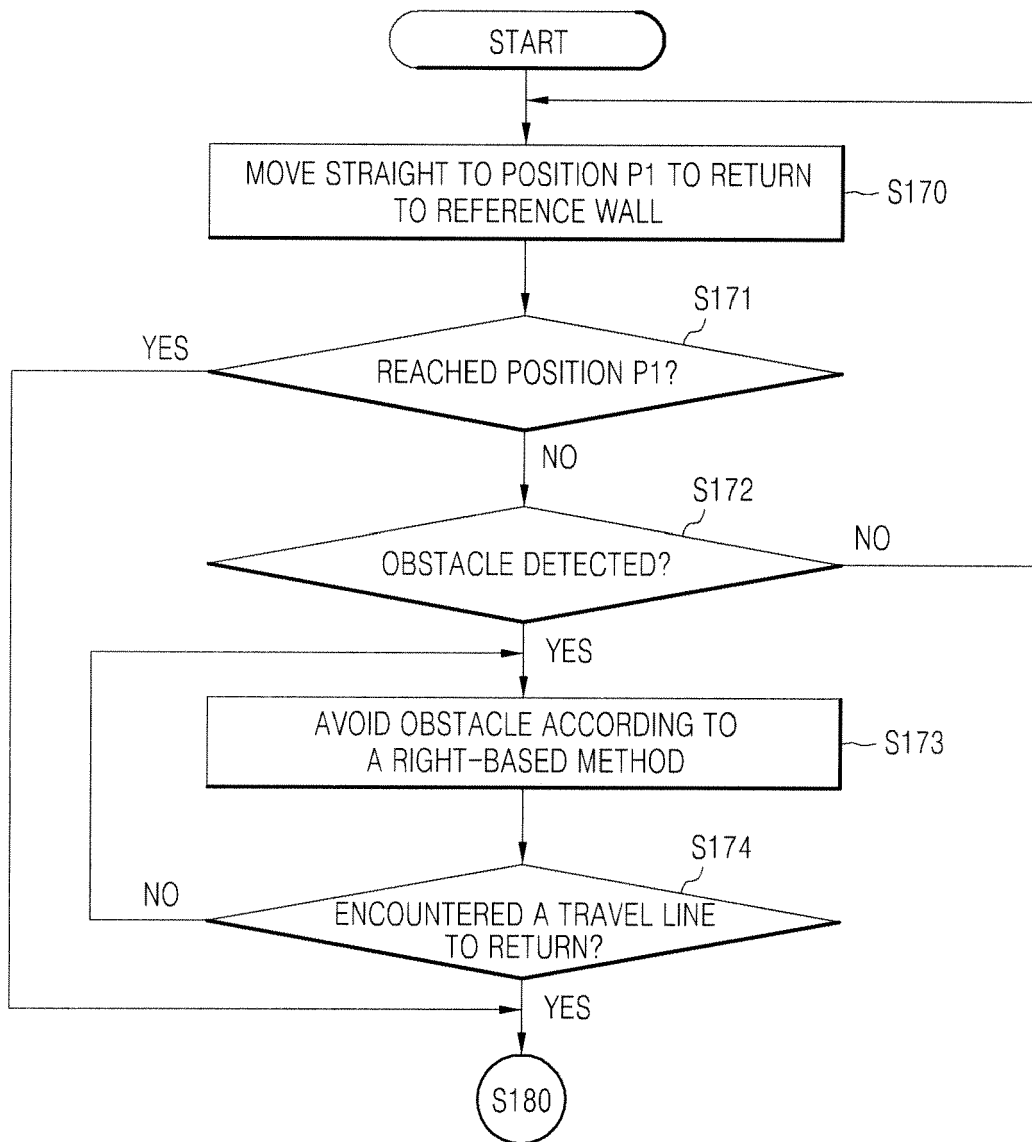 START
MOVE STRAIGHT TO POSITION P1 TO RETURN
TO REFERENCE WALL
S170
S171
YES
REACHED POSITION P1?
NO
S172
NO
OBSTACLE DETECTED?
YES
AVOID OBSTACLE ACCORDING TO
A RIGHT-BASED METHOD
S173
S174
NO
ENCOUNTERED A TRAVEL LINE
TO RETURN?
YES
S180